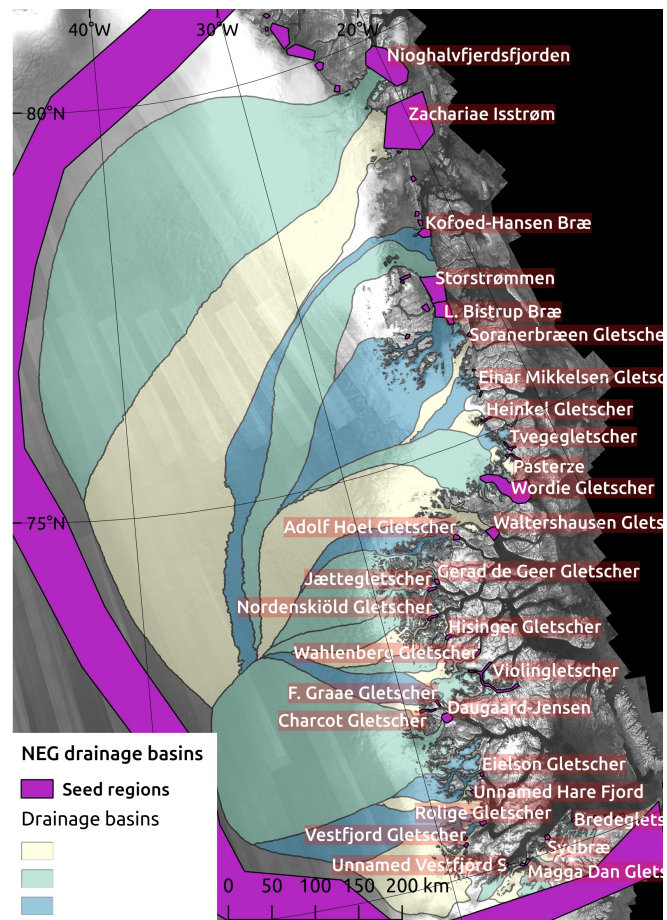 40°W
30°W
20°W
Nioghalvfjerdsfjorden
80°N
Zachariae Isstrøm
Kofoed-Hansen Bræ
Storstrømmen
L. Bistrup Bræ
Soranerbræen Gletsche
Einar Mikkelsen Gletsc
Heinkel Gletscher
Tvegegletscher
Pasterze
Wordie Gletscher
75°N
Adolf Hoel Gletscher
Waltershausen Glets
Gerad de Geer Gletscher
Jættegletscher
Nordenskiöld Gletscher
Hisinger Gletscher
Wahlenberg Gletscher
Violingletscher
F. Graae Gletscher
Daugaard-Jensen
Charcot Gletscher
NEG drainage basins
Eielson Gletscher
Seed regions
Unnamed Hare Fjord
Drainage basins
Rolige Gletscher
Bredeglets
Vestfjord Gletscher
Sydbræ
Unnamed Vestfjord S
Magga Dan Glets
0 50 100 150 200 km